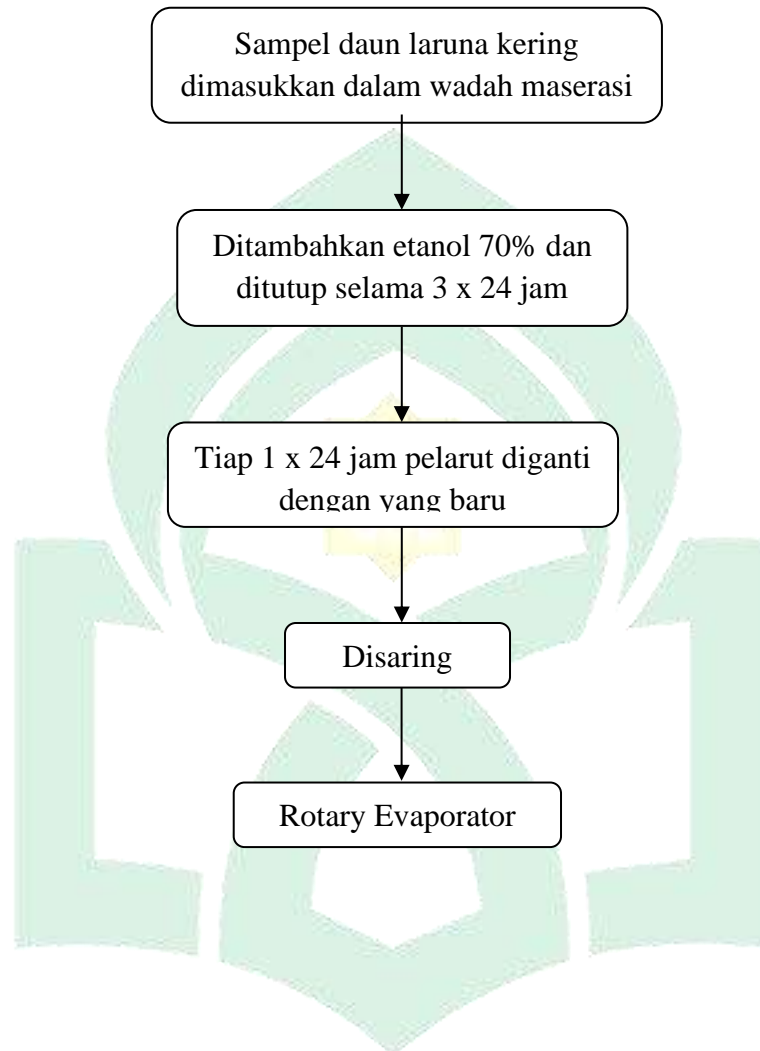 Sampel daun laruna kering
dimasukkan dalam wadah maserasi
Ditambahkan etanol 70% dan
ditutup selama 3 x 24 jam
Tiap 1 x 24 jam pelarut diganti
dengan yang baru
Disaring
Rotary Evaporator